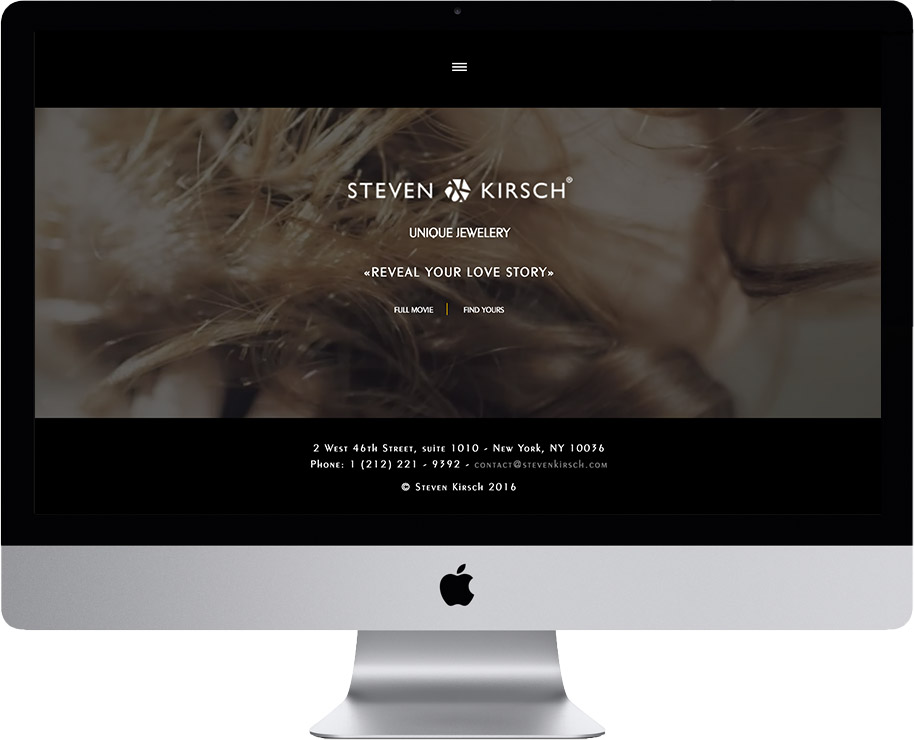 STEVEN KIRSCH®
UNIQUE JEWELERY
«REVEAL YOUR LOVE STORY»
FULL MOVIE | FIND YOURS
2 West 46th Street, suite 1010 - New York, NY 10036
Phone: 1 (212) 221 - 9392 - contact@stevenkirsch.com
© Steven Kirsch 2016